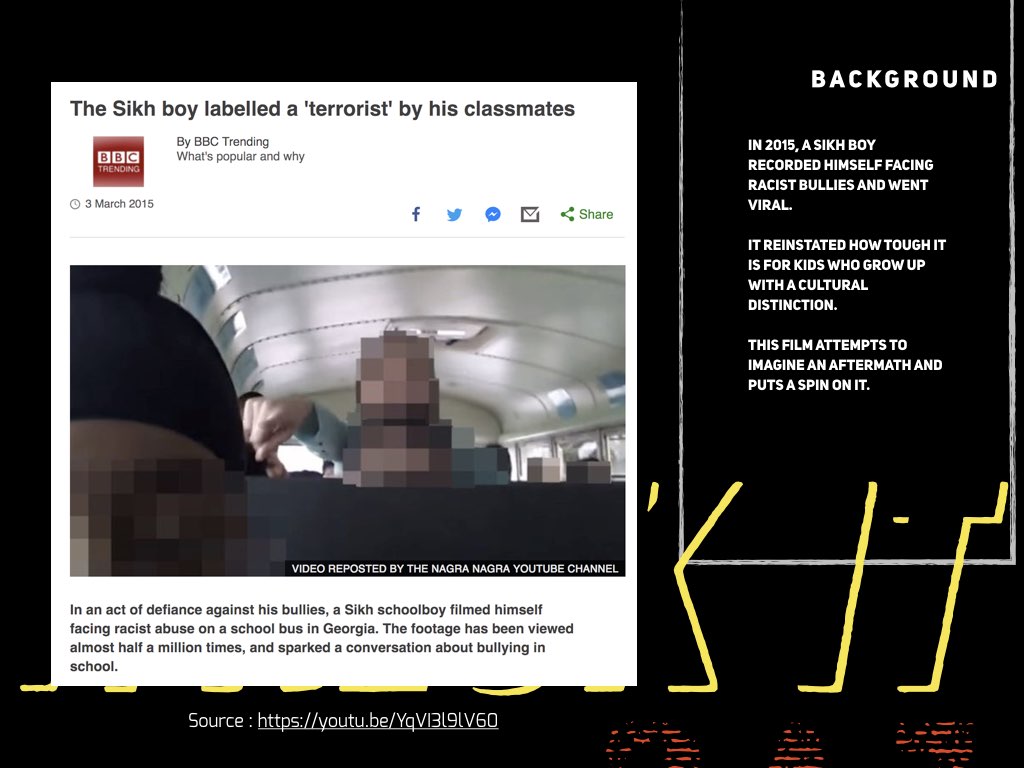 The Sikh boy labelled a 'terrorist' by his classmates
BBC
TRENDING
By BBC Trending
What's popular and why
3 March 2015
Share
VIDEO REPOSTED BY THE NAGRA NAGRA YOUTUBE CHANNEL
In an act of defiance against his bullies, a Sikh schoolboy filmed himself
facing racist abuse on a school bus in Georgia. The footage has been viewed
almost half a million times, and sparked a conversation about bullying in
school.
Source : https://youtu.be/YqVI3l9lV60
BACKGROUND
IN 2015, A SIKH BOY
RECORDED HIMSELF FACING
RACIST BULLIES AND WENT
VIRAL.
IT REINSTATED HOW TOUGH IT
IS FOR KIDS WHO GROW UP
WITH A CULTURAL
DISTINCTION.
THIS FILM ATTEMPTS TO
IMAGINE AN AFTERMATH AND
PUTS A SPIN ON IT.
IT